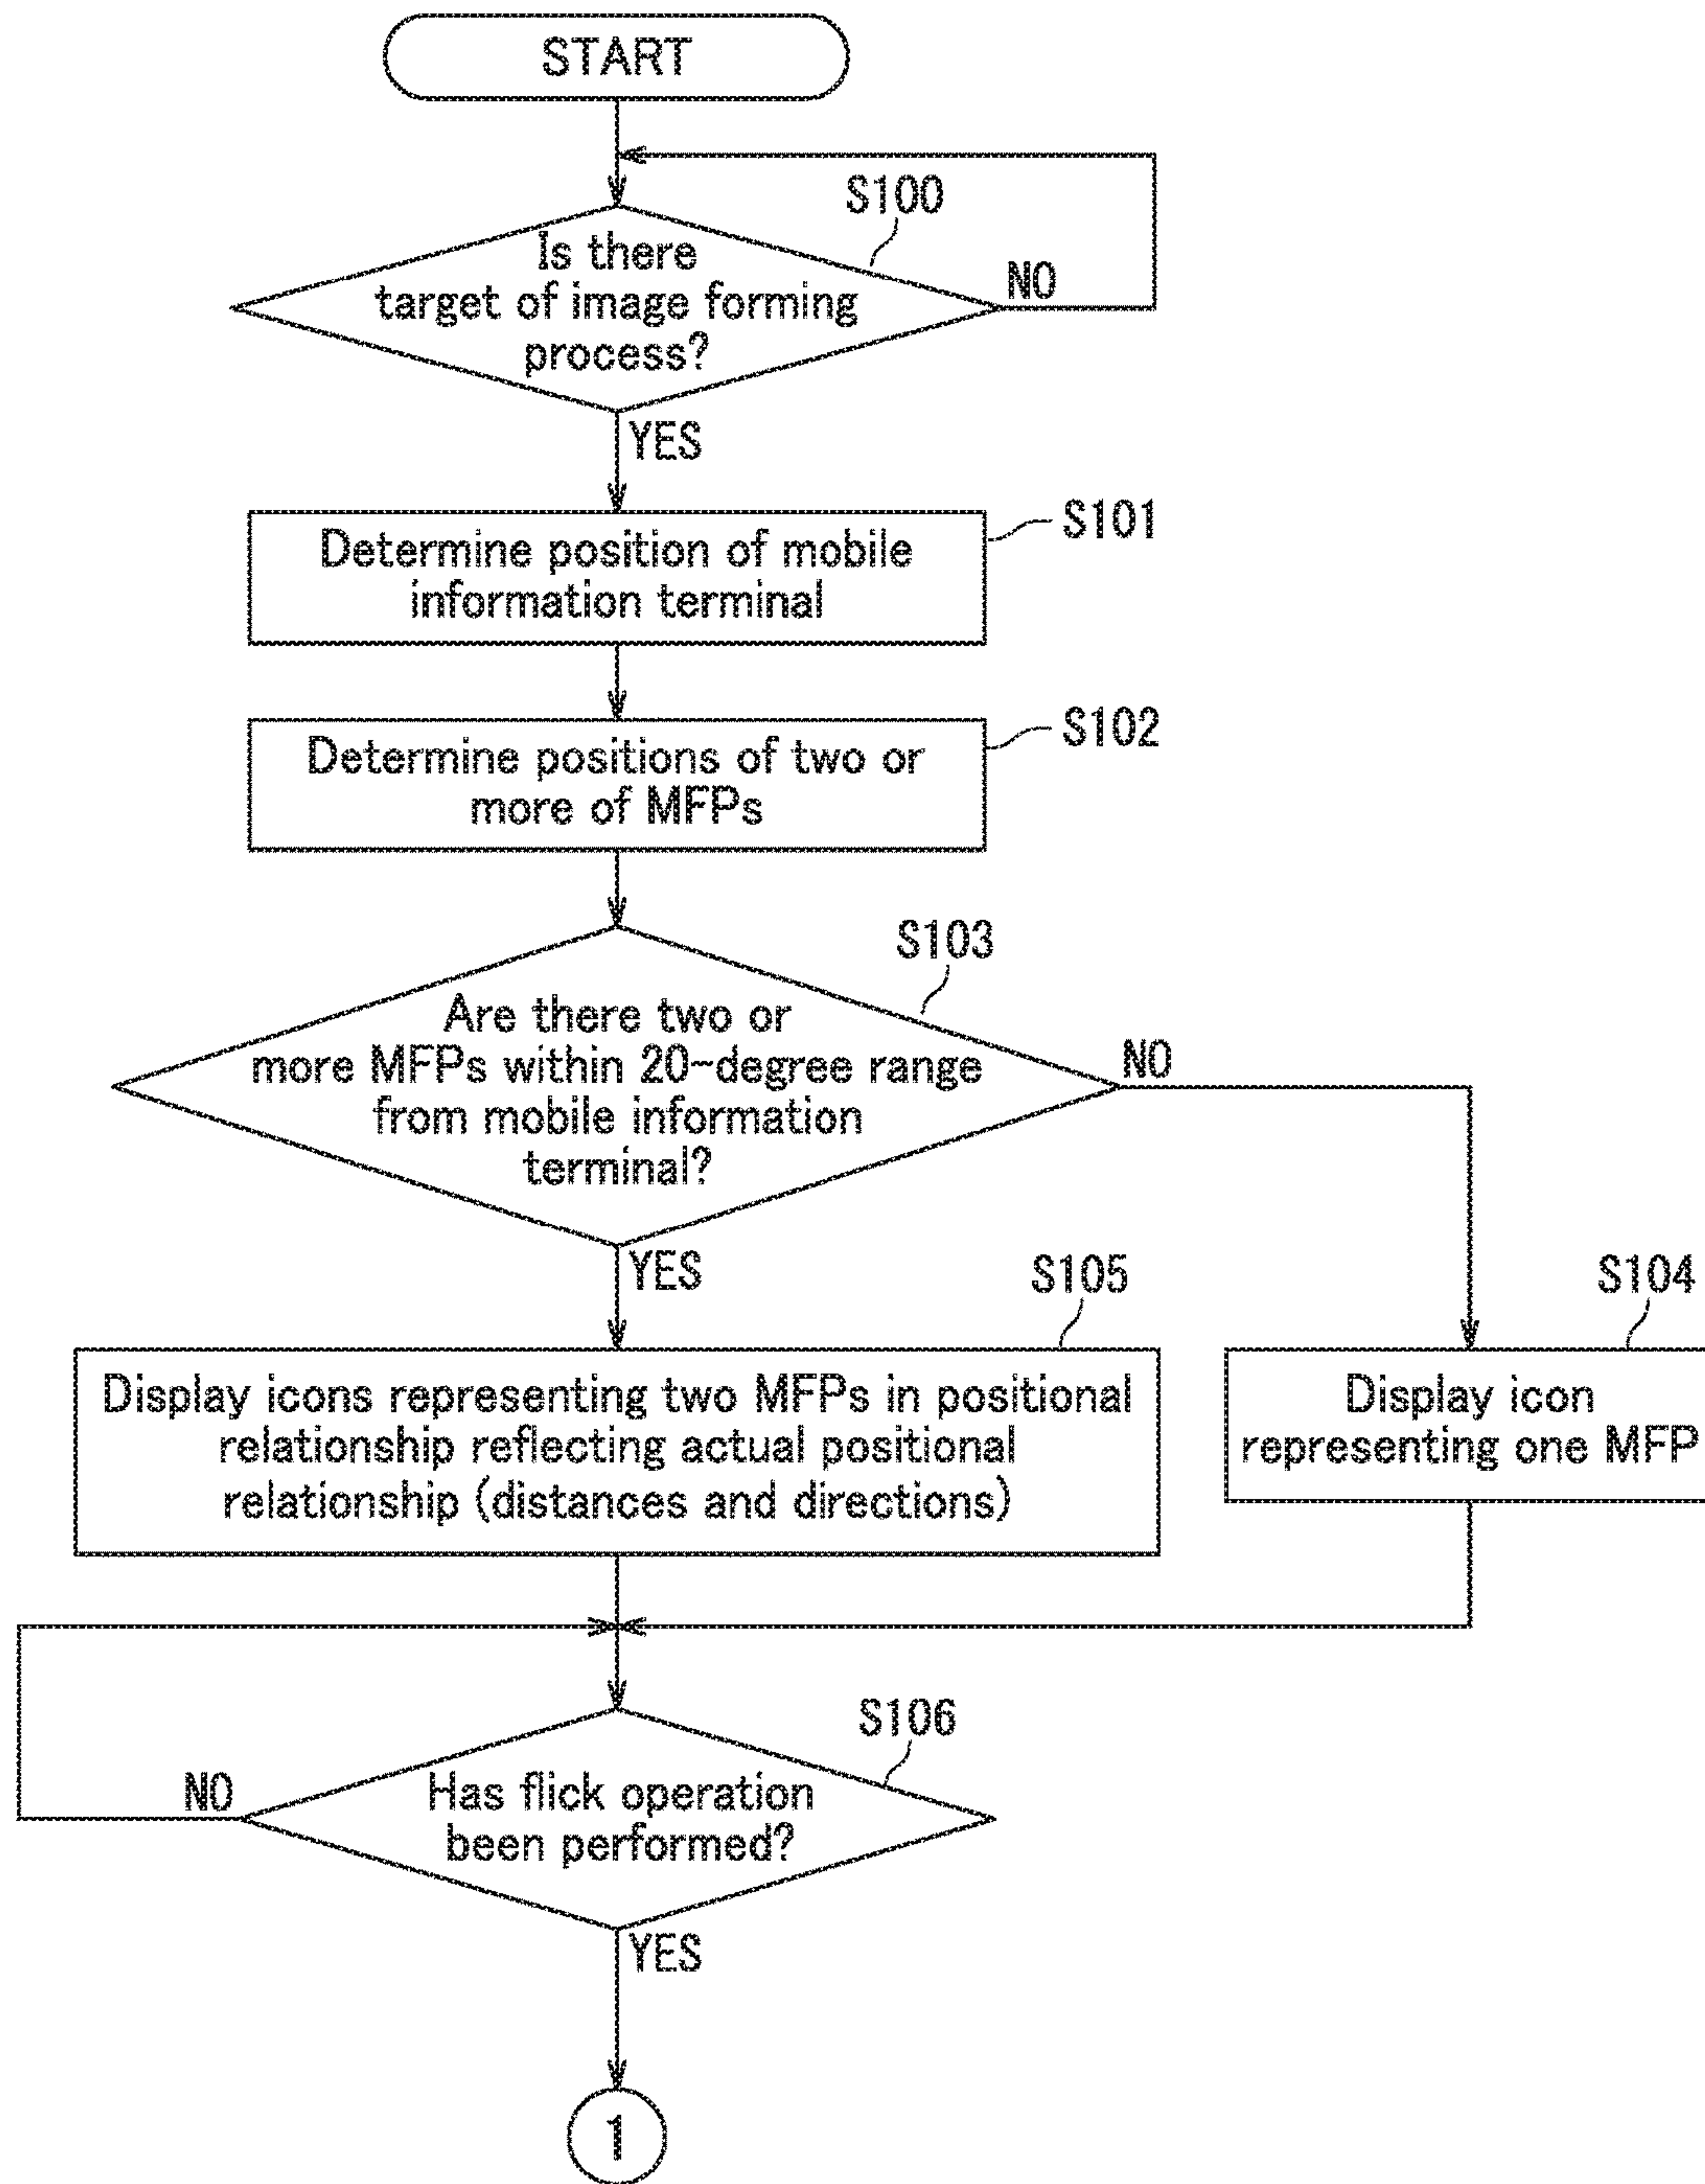 START
S100
Is there
target of image forming
process?
NO
YES
S101
Determine position of mobile
information terminal
S102
Determine positions of two or
more of MFPs
S103
Are there two or
more MFPs within 20-degree range
from mobile information
terminal?
NO
YES
S105
S104
Display icons representing two MFPs in positional
relationship reflecting actual positional
relationship (distances and directions)
Display icon
representing one MFP
S106
Has flick operation
been performed?
NO
YES
1